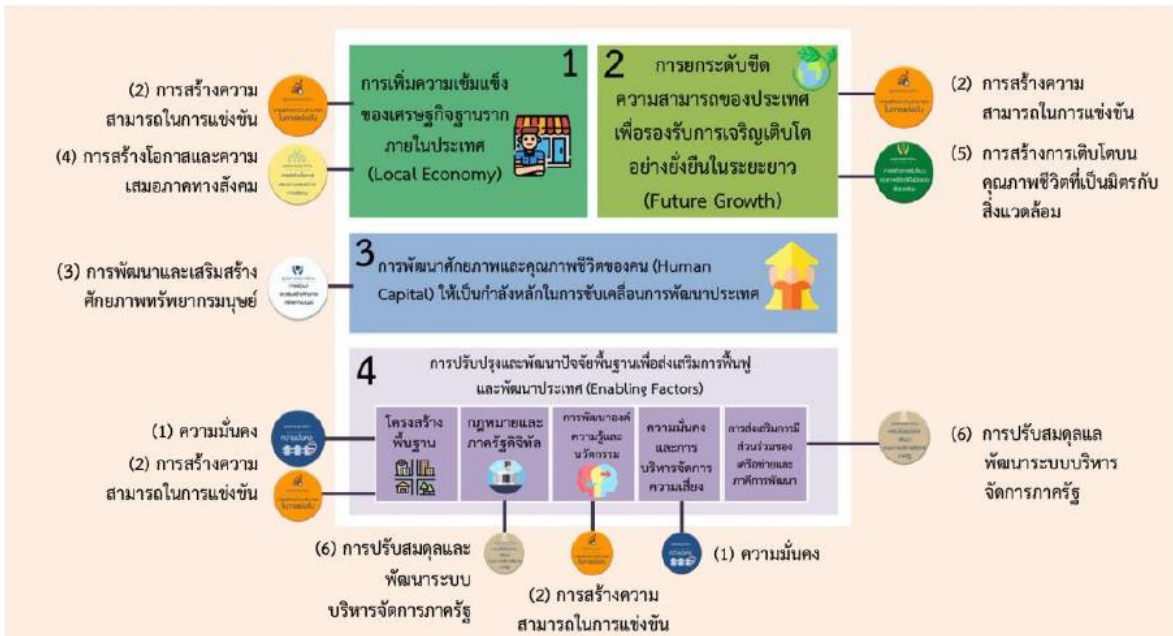 (2) การสร้างความ
สามารถในการแข่งขัน
(4) การสร้างโอกาสและความ
เสมอภาคทางสังคม
1
การเพิ่มความเข้มแข็ง
ของเศรษฐกิจฐานราก
ภายในประเทศ
(Local Economy)
2
การยกระดับขีด
ความสามารถของประเทศ
เพื่อรองรับการเจริญเติบโต
อย่างยั่งยืนในระยะยาว
(Future Growth)
(2) การสร้างความ
สามารถในการแข่งขัน
(5) การสร้างการเติบโตบน
คุณภาพชีวิตที่เป็นมิตรกับ
สิ่งแวดล้อม
(3) การพัฒนาและเสริมสร้าง
ศักยภาพทรัพยากรมนุษย์
3
การพัฒนาศักยภาพและคุณภาพชีวิตของคน (Human
Capital) ให้เป็นกำลังหลักในการขับเคลื่อนการพัฒนาประเทศ
4
การปรับปรุงและพัฒนาปัจจัยพื้นฐานเพื่อส่งเสริมการฟื้นฟู
และพัฒนาประเทศ (Enabling Factors)
โครงสร้าง
พื้นฐาน
กฎหมายและ
ภาครัฐดิจิทัล
การพัฒนาองค์
ความรู้และ
นวัตกรรม
ความมั่นคง
และการ
บริหารจัดการ
ความเสี่ยง
การส่งเสริมการมี
ส่วนร่วมของ
เครือข่ายและ
ภาคีการพัฒนา
(1) ความมั่นคง
(2) การสร้างความ
สามารถในการแข่งขัน
(6) การปรับสมดุลแล
พัฒนาระบบบริหาร
จัดการภาครัฐ
(6) การปรับสมดุลและ
พัฒนาระบบ
บริหารจัดการภาครัฐ
(2) การสร้างความ
สามารถในการแข่งขัน
(1) ความมั่นคง